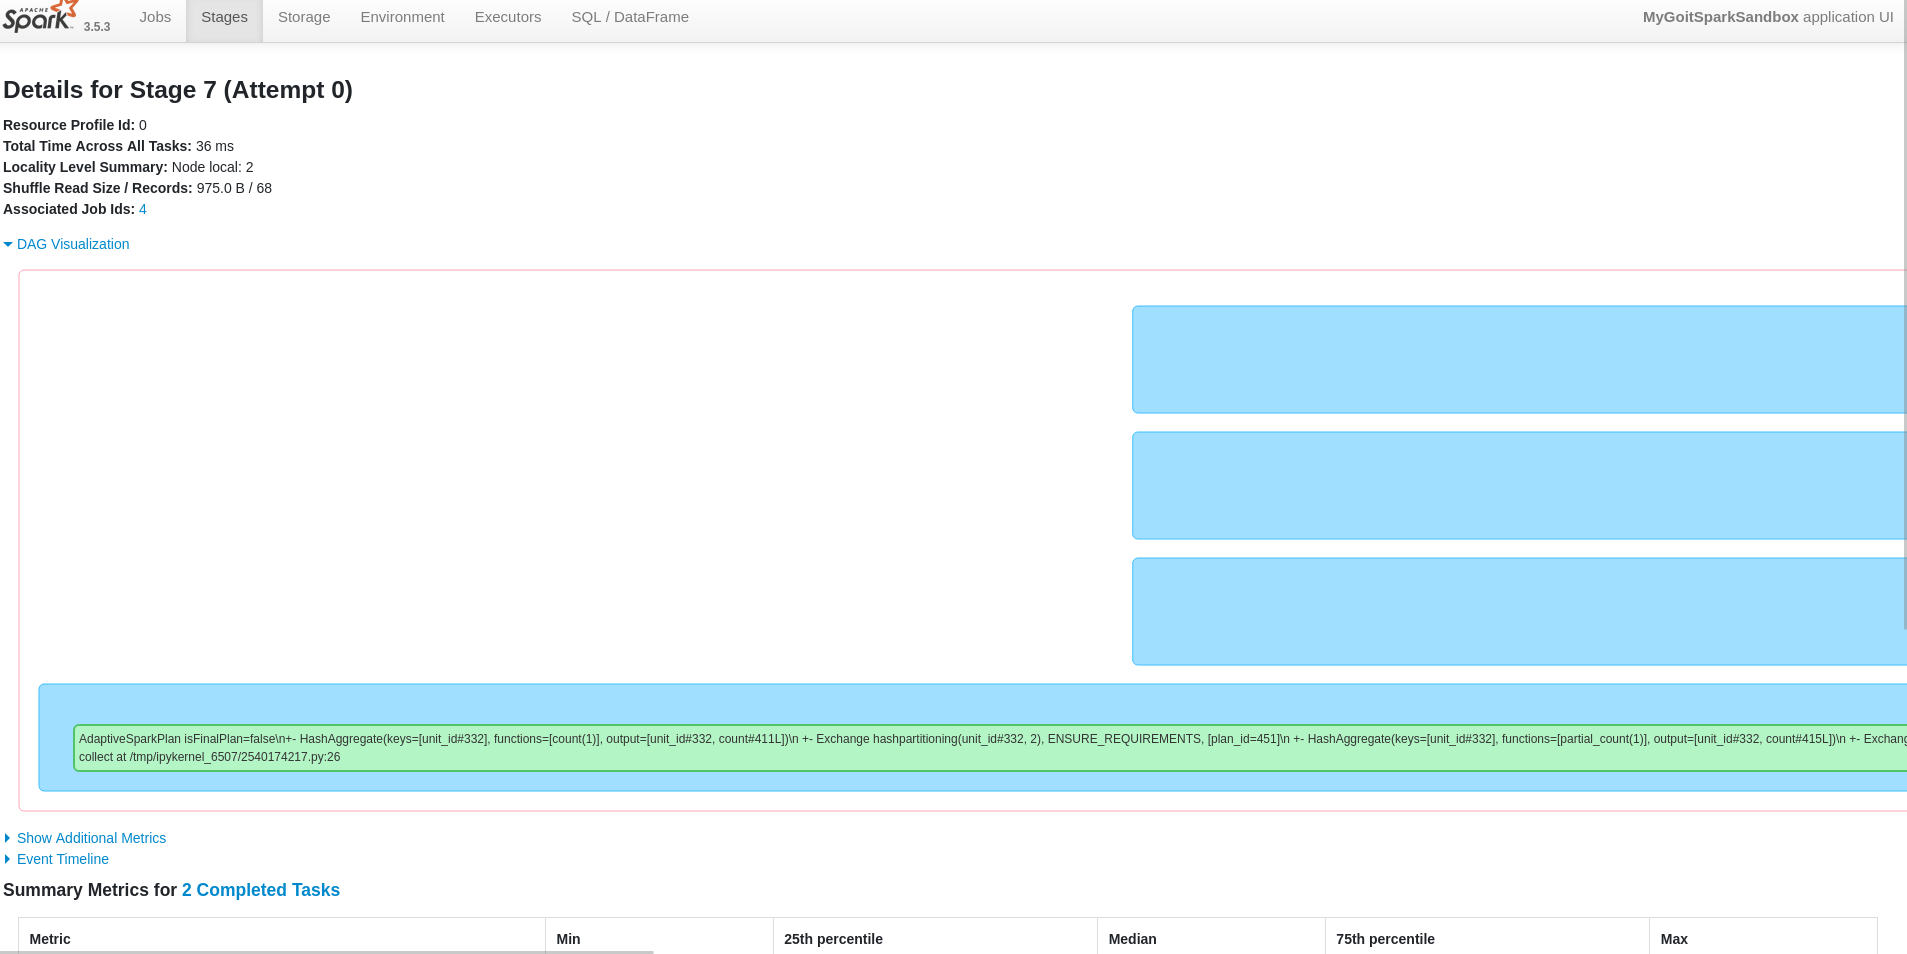 APACHE
Spark 3.5.3
Jobs
Stages
Storage
Environment
Executors
SQL / DataFrame
MyGoitSparkSandbox application UI
Details for Stage 7 (Attempt 0)
Resource Profile Id: 0
Total Time Across All Tasks: 36 ms
Locality Level Summary: Node local: 2
Shuffle Read Size / Records: 975.0 B / 68
Associated Job Ids: 4
DAG Visualization
AdaptiveSparkPlan isFinalPlan=false\n+- HashAggregate(keys=[unit_id#332], functions=[count(1)], output=[unit_id#332, count#411L])\n +- Exchange hashpartitioning(unit_id#332, 2), ENSURE_REQUIREMENTS, [plan_id=451]\n +- HashAggregate(keys=[unit_id#332], functions=[partial_count(1)], output=[unit_id#332, count#415L])\n +- Exchang
collect at /tmp/ipykernel_6507/2540174217.py:26
Show Additional Metrics
Event Timeline
Summary Metrics for 2 Completed Tasks
Metric
Min
25th percentile
Median
75th percentile
Max